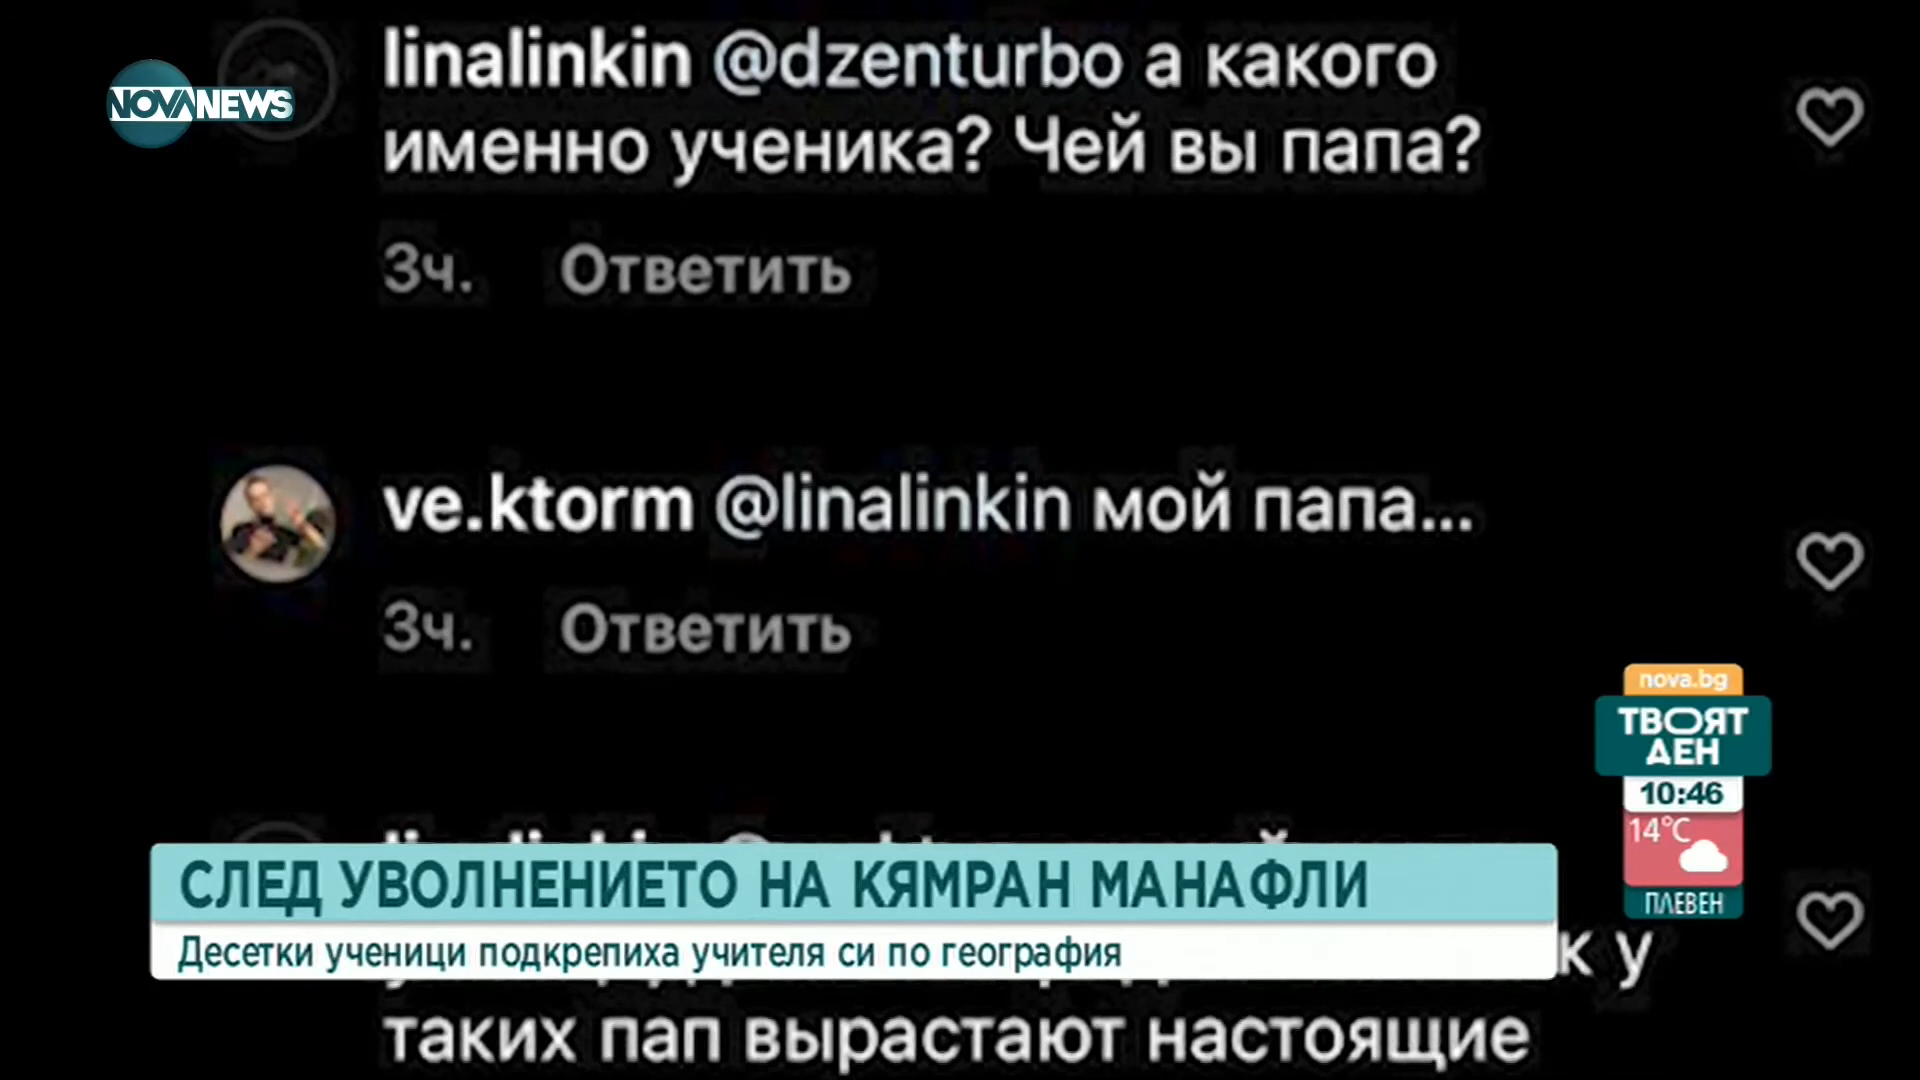 NOVANEWS
linalinkin @dzenturbo а какого
именно ученика? Чей вы папа?
3ч. Ответить
ve.ktorm @linalinkin мой папа...
3ч. Ответить
nova.bg
ТВОЯТ
ДЕН
10:46
14°C
ПЛЕВЕН
СЛЕД УВОЛНЕНИЕТО НА КЯМРАН МАНАФЛИ
Десетки ученици подкрепиха учителя си по география
к у
таких пап вырастают настоящие